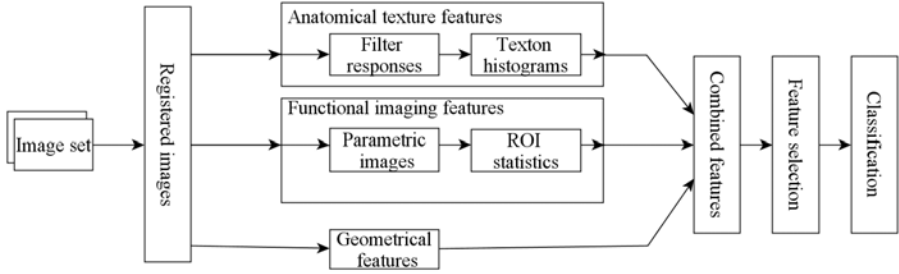 Image set
Registered images
Anatomical texture features
Filter
responses
Texton
histograms
Functional imaging features
Parametric
images
ROI
statistics
Geometrical
features
Combined features
Feature selection
Classification